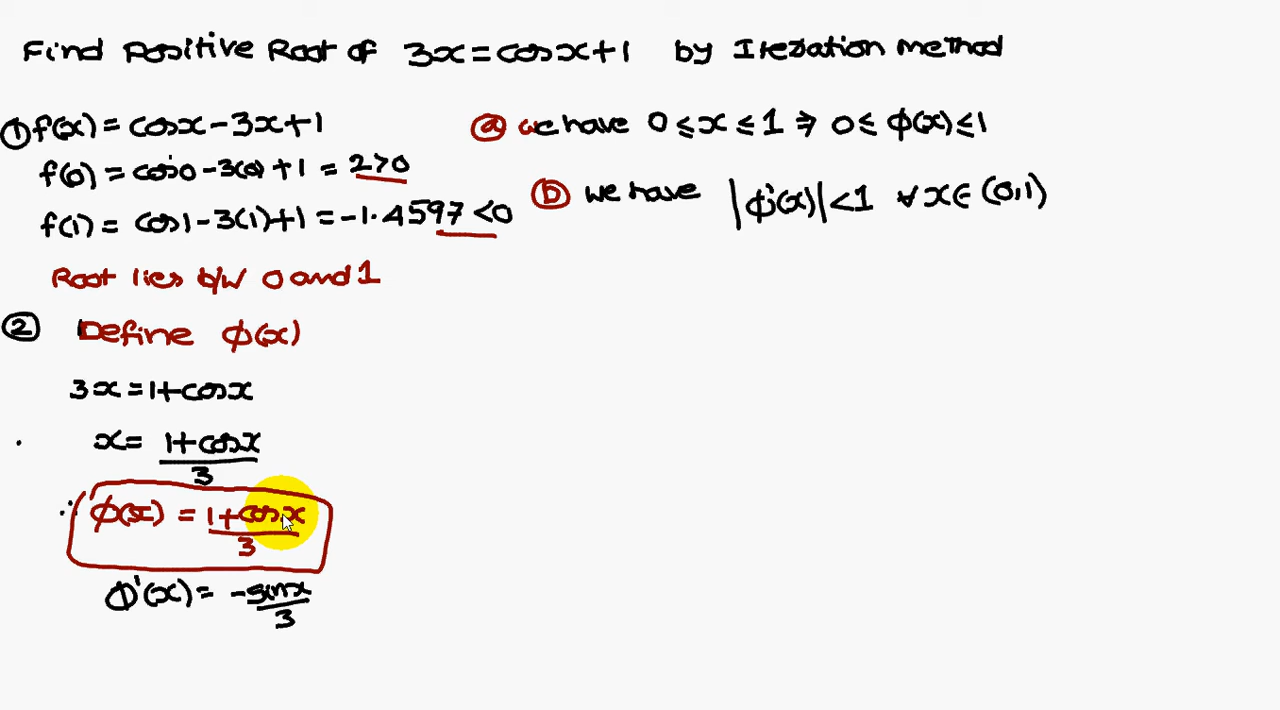 Find Positive Root of 3x = cosx+1 by Iteration method
① f(x) = cosx - 3x + 1
f(0) = cos0 - 3(0) + 1 = 2>0
f(1) = cos1 - 3(1) + 1 = -1.4597 <0
Root lies b/w 0 and 1
② Define φ(x)
3x = 1+cosx
x = 1+cosx/3
∴ φ(x) = 1+cosx/3
φ'(x) = -sinx/3
ⓐ we have 0 ≤ x ≤ 1 ⇒ 0 ≤ φ(x) ≤ 1
ⓑ we have |φ'(x)| < 1 ∀ x ∈ (0,1)